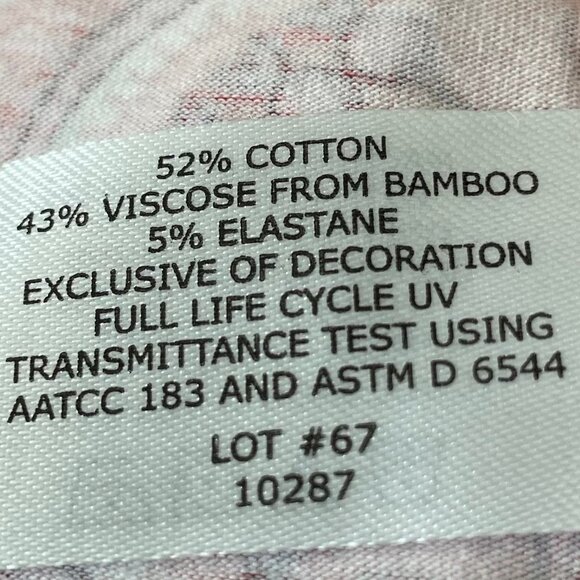 52% COTTON
43% VISCOSE FROM BAMBOO
5% ELASTANE
EXCLUSIVE OF DECORATION
FULL LIFE CYCLE UV
TRANSMITTANCE TEST USING
AATCC 183 AND ASTM D 6544
LOT #67
10287